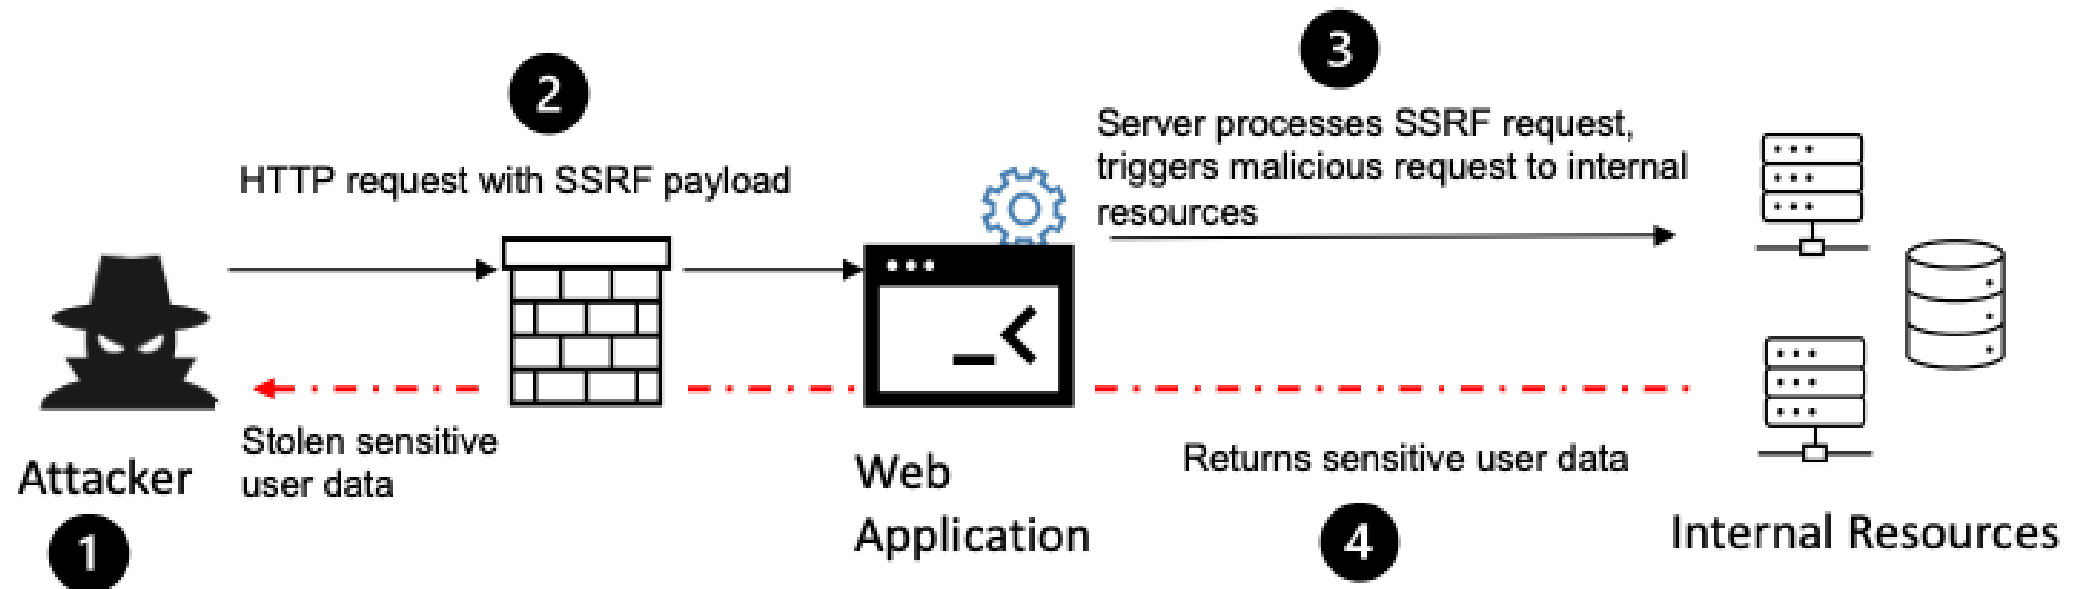 3
2
Server processes SSRF request,
triggers malicious request to internal
resources
HTTP request with SSRF payload
Stolen sensitive
user data
Attacker
1
Web
Application
Returns sensitive user data
4
Internal Resources